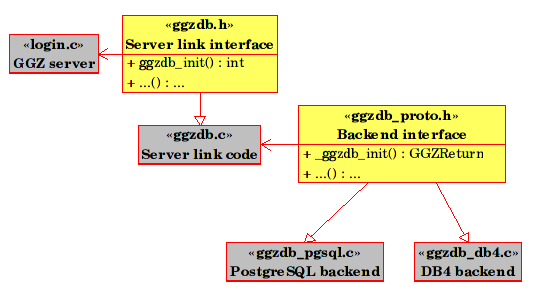 «ggzdb.h»
Server link interface
+ ggzdb_init() : int
+ ...() : ...
«login.c»
GGZ server
«ggzdb.c»
Server link code
«ggzdb_proto.h»
Backend interface
+ _ggzdb_init() : GGZReturn
+ ...() : ...
«ggzdb_pgsql.c»
PostgreSQL backend
«ggzdb_db4.c»
DB4 backend